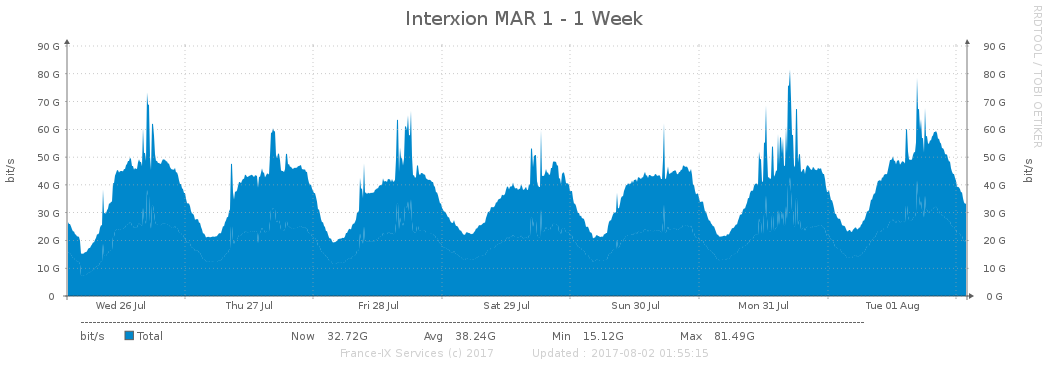 Interxion MAR 1 - 1 Week
RRDTOOL / TOBI OETIKER
90 G 90 G
80 G 80 G
70 G 70 G
60 G 60 G
50 G 50 G
40 G 40 G
30 G 30 G
20 G 20 G
10 G 10 G
0 0 G
bit/s bit/s
Wed 26 Jul Thu 27 Jul Fri 28 Jul Sat 29 Jul Sun 30 Jul Mon 31 Jul Tue 01 Aug
bit/s Total Now 32.72G Avg 38.24G Min 15.12G Max 81.49G
France-IX Services (c) 2017 Updated : 2017-08-02 01:55:15